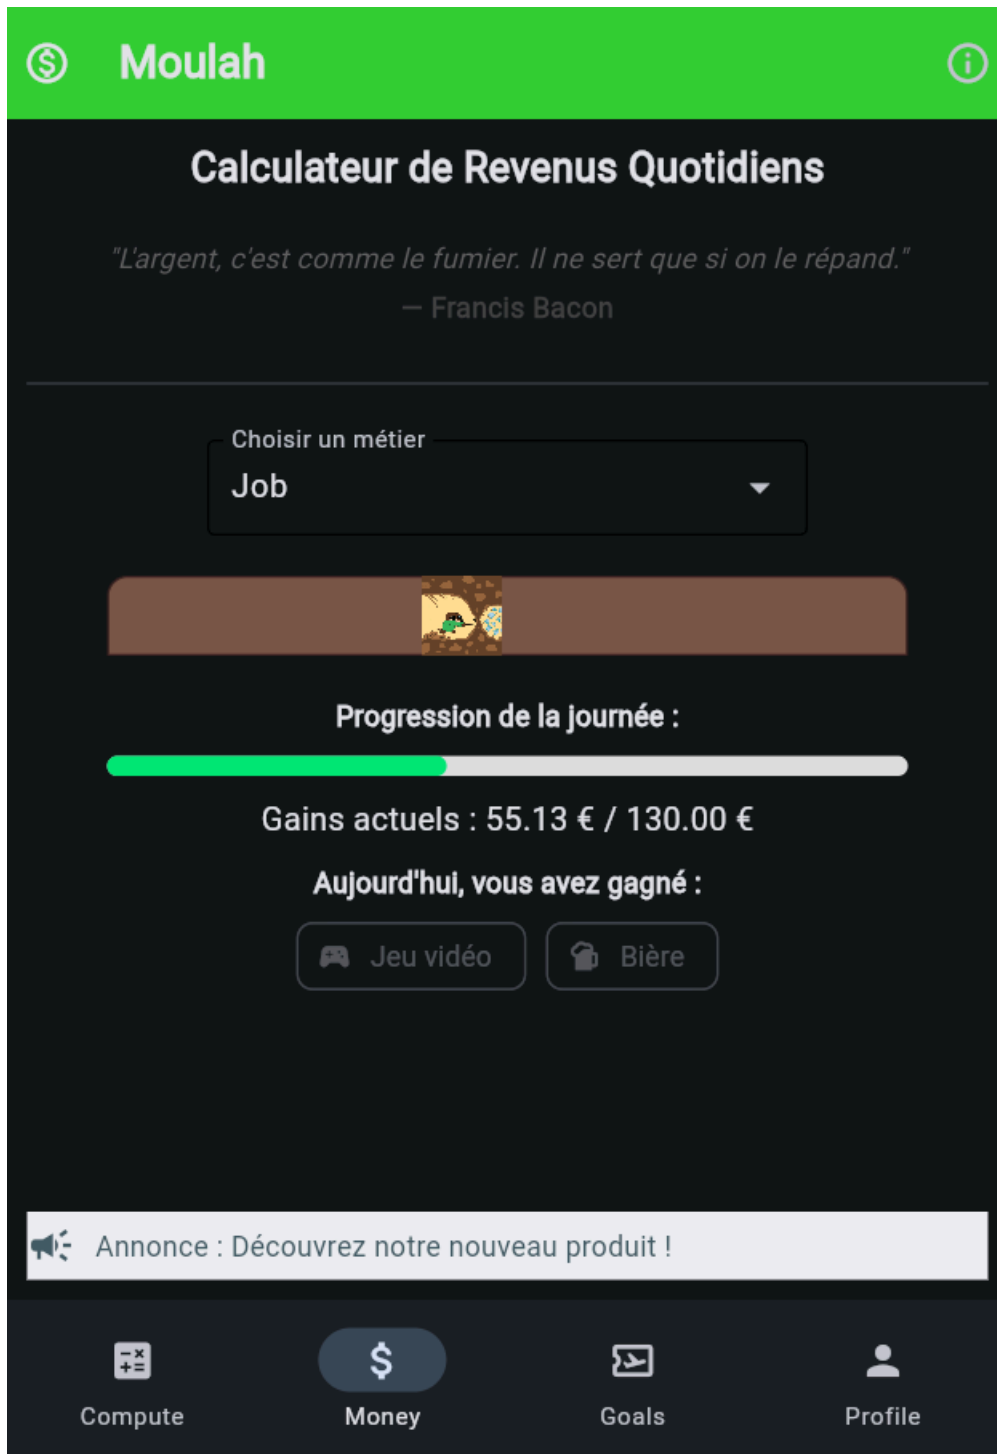 Moulah
Calculateur de Revenus Quotidiens
"L'argent, c'est comme le fumier. Il ne sert que si on le répand."
— Francis Bacon
Choisir un métier
Job
Progression de la journée :
Gains actuels : 55.13 € / 130.00 €
Aujourd'hui, vous avez gagné :
Jeu vidéo Bière
Annonce : Découvrez notre nouveau produit !
Compute Money Goals Profile